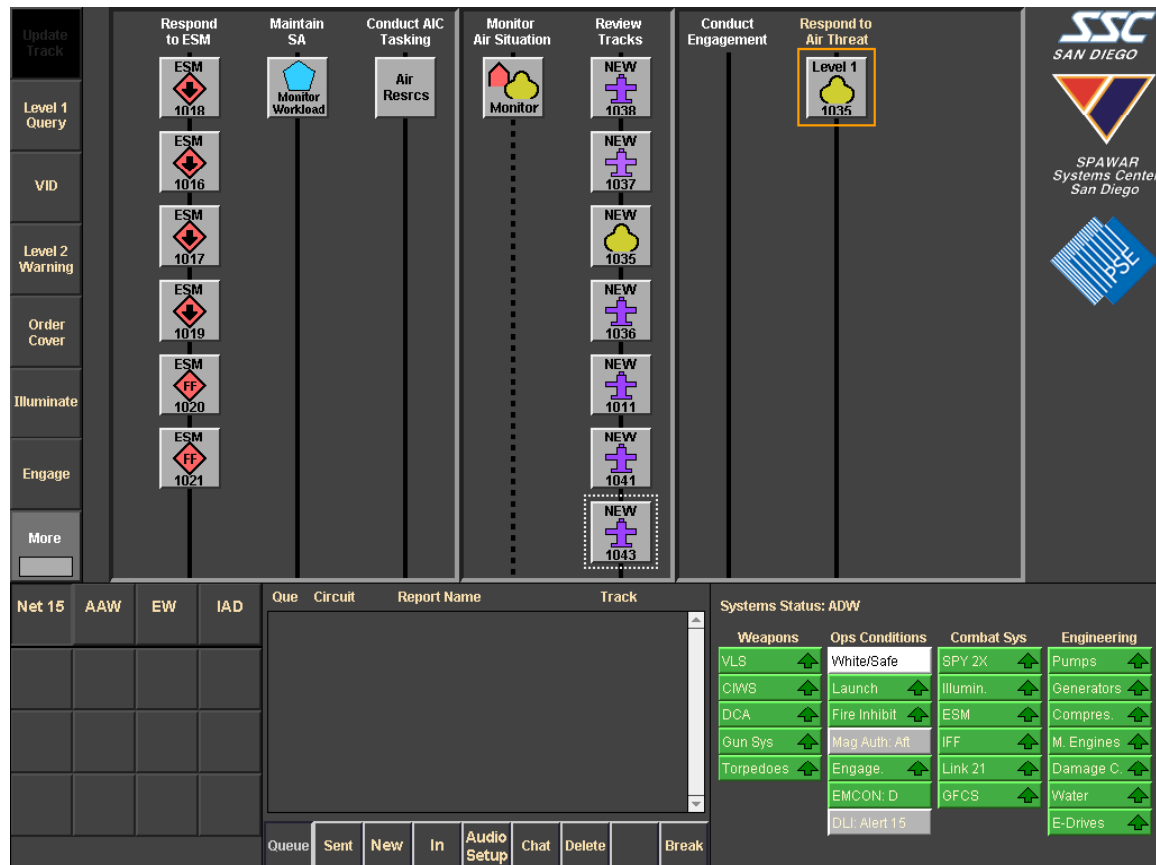 Update
Track
Level 1
Query
VID
Level 2
Warning
Order
Cover
Illuminate
Engage
More
Respond
to ESM
Maintain
SA
Conduct AIC
Tasking
Monitor
Air Situation
Review
Tracks
Conduct
Engagement
Respond to
Air Threat
ESM
1018
ESM
1016
ESM
1017
ESM
1019
ESM
FF
1020
ESM
FF
1021
Monitor
Workload
Air
Resrcs
Monitor
NEW
1038
NEW
1037
NEW
1035
NEW
1036
NEW
1011
NEW
1041
NEW
1043
Level 1
1035
SSC
SAN DIEGO
SPAWAR
Systems Center
San Diego
PSE
Net 15 AAW EW IAD
Que Circuit Report Name Track
Queue Sent New In Audio Setup Chat Delete Break
Systems Status: ADW
Weapons Ops Conditions Combat Sys Engineering
VLS White/Safe SPY 2X Pumps
CIWS Launch Illumin. Generators
DCA Fire Inhibit ESM Compres.
Gun Sys Mag Auth: Aft IFF M. Engines
Torpedoes Engage. Link 21 Damage C.
EMCON: D GFCS Water
DLI: Alert 15 E-Drives